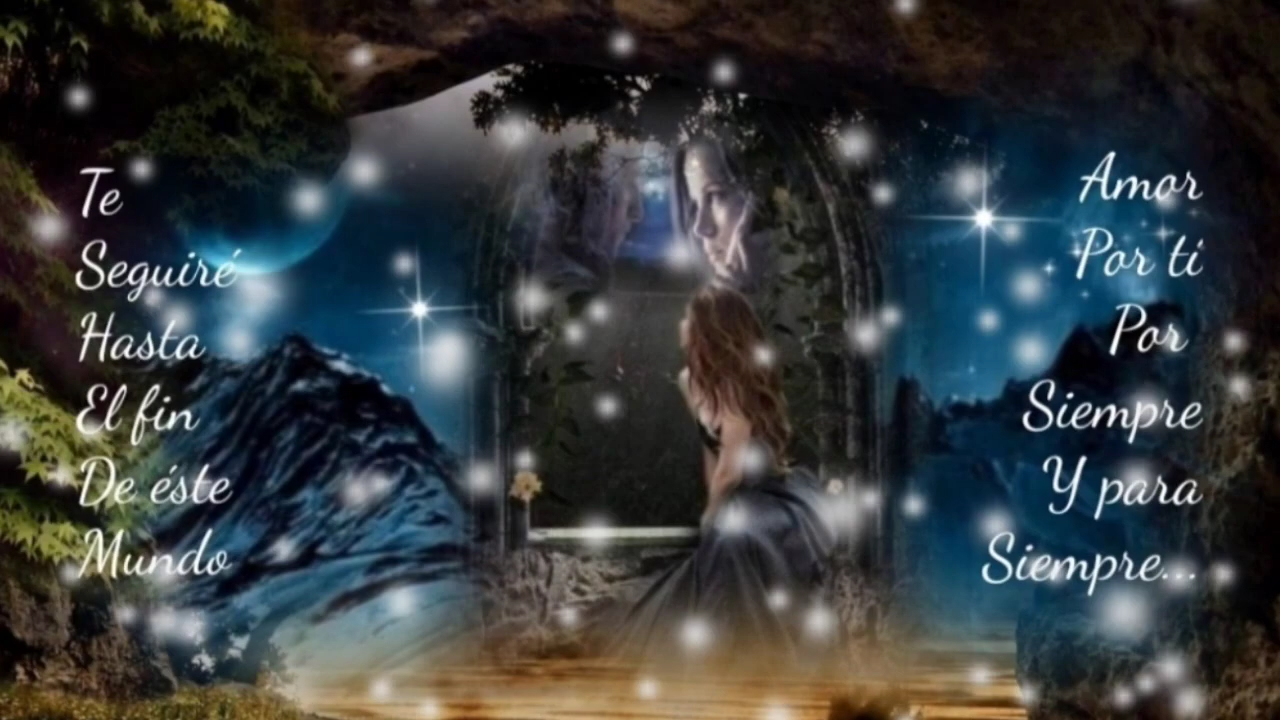 Te
Seguiré
Hasta
El fin
De éste
Mundo
Amor
Por ti
Por
Siempre
Y para
Siempre...